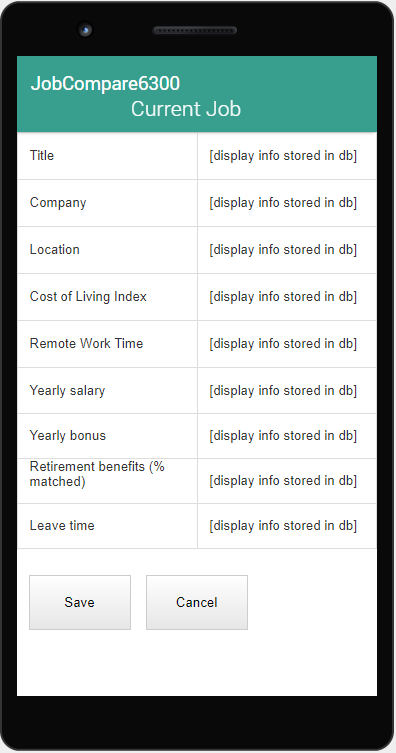 JobCompare6300
Current Job
Title [display info stored in db]
Company [display info stored in db]
Location [display info stored in db]
Cost of Living Index [display info stored in db]
Remote Work Time [display info stored in db]
Yearly salary [display info stored in db]
Yearly bonus [display info stored in db]
Retirement benefits (%
matched) [display info stored in db]
Leave time [display info stored in db]
Save Cancel